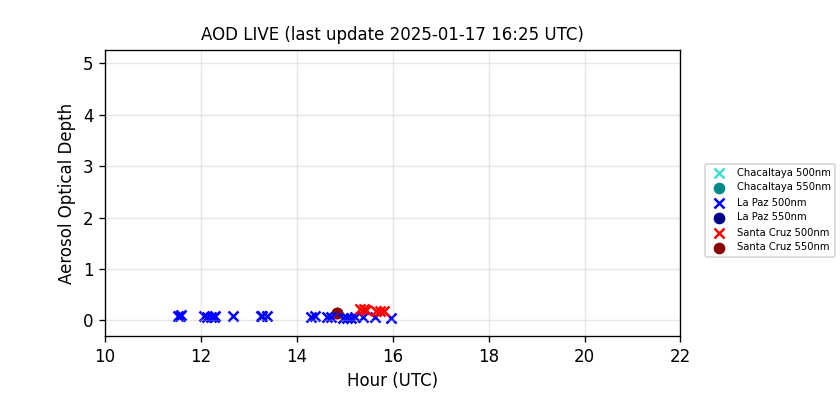 AOD LIVE (last update 2025-01-17 16:25 UTC)
Aerosol Optical Depth
5
4
3
2
1
0
10 12 14 16 18 20 22
Hour (UTC)
Chacaltaya 500nm
Chacaltaya 550nm
La Paz 500nm
La Paz 550nm
Santa Cruz 500nm
Santa Cruz 550nm